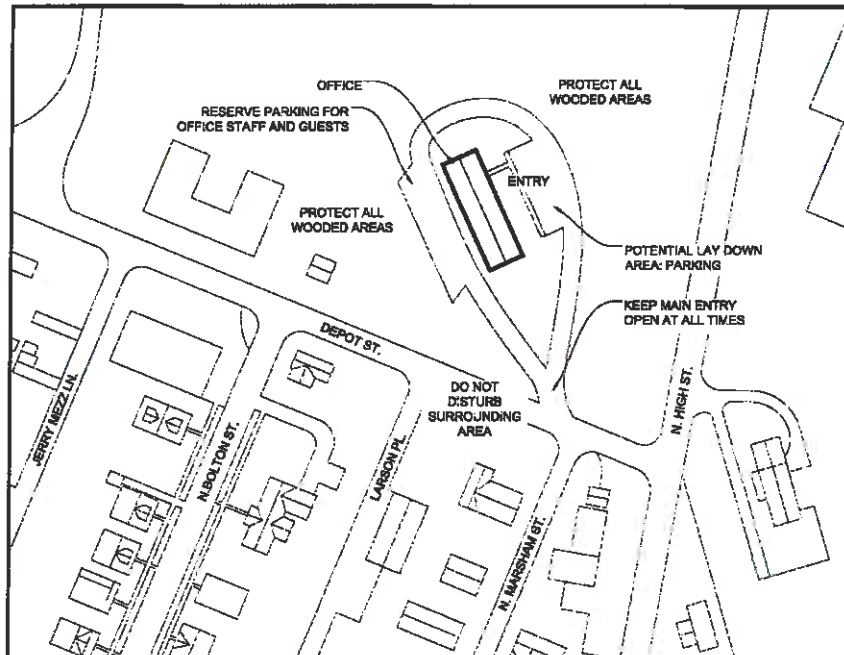 OFFICE
PROTECT ALL
WOODED AREAS
RESERVE PARKING FOR
OFFICE STAFF AND GUESTS
ENTRY
PROTECT ALL
WOODED AREAS
POTENTIAL LAY DOWN
AREA: PARKING
KEEP MAIN ENTRY
OPEN AT ALL TIMES
DEPOT ST.
DO NOT
DISTURB
SURROUNDING
AREA
JERRY MEZZ LN.
N.BOLTON ST.
LARSON PL.
N. MARSHAM ST.
N. HIGH ST.